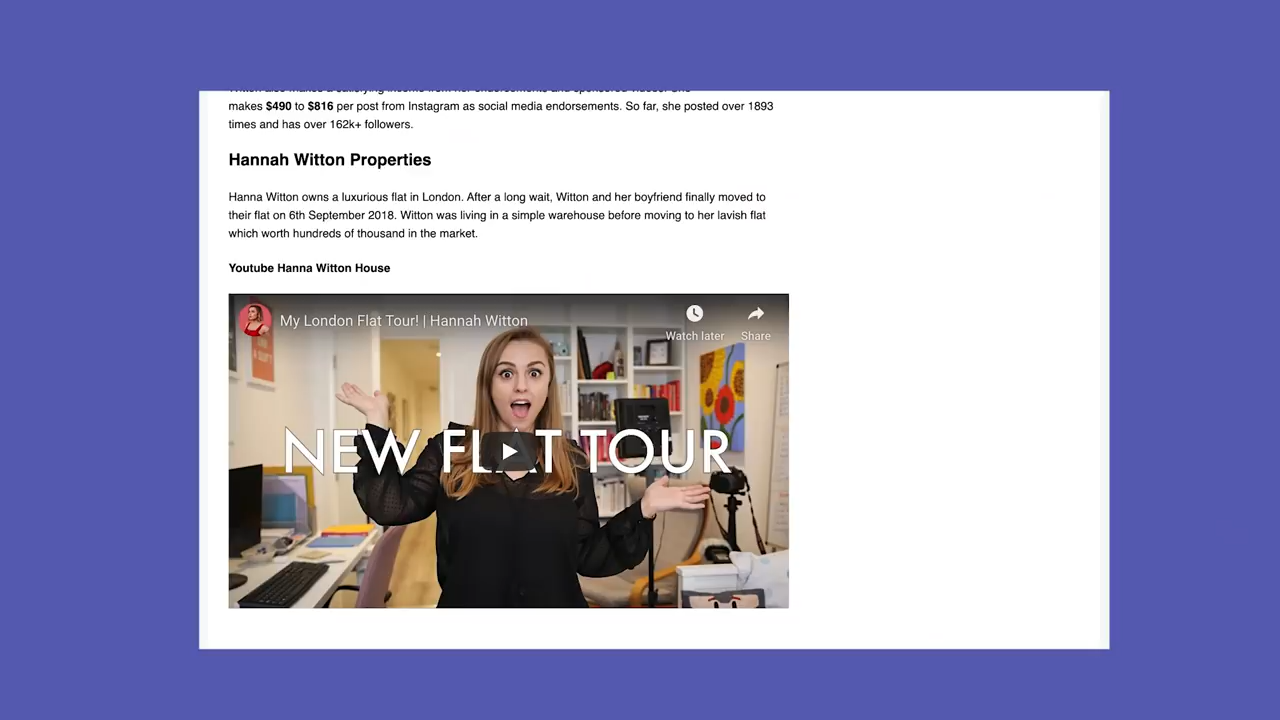 makes $490 to $816 per post from Instagram as social media endorsements. So far, she posted over 1893
times and has over 162k+ followers.
Hannah Witton Properties
Hanna Witton owns a luxurious flat in London. After a long wait, Witton and her boyfriend finally moved to
their flat on 6th September 2018. Witton was living in a simple warehouse before moving to her lavish flat
which worth hundreds of thousand in the market.
Youtube Hanna Witton House
My London Flat Tour! | Hannah Witton
Watch later
Share
NEW FLAT TOUR